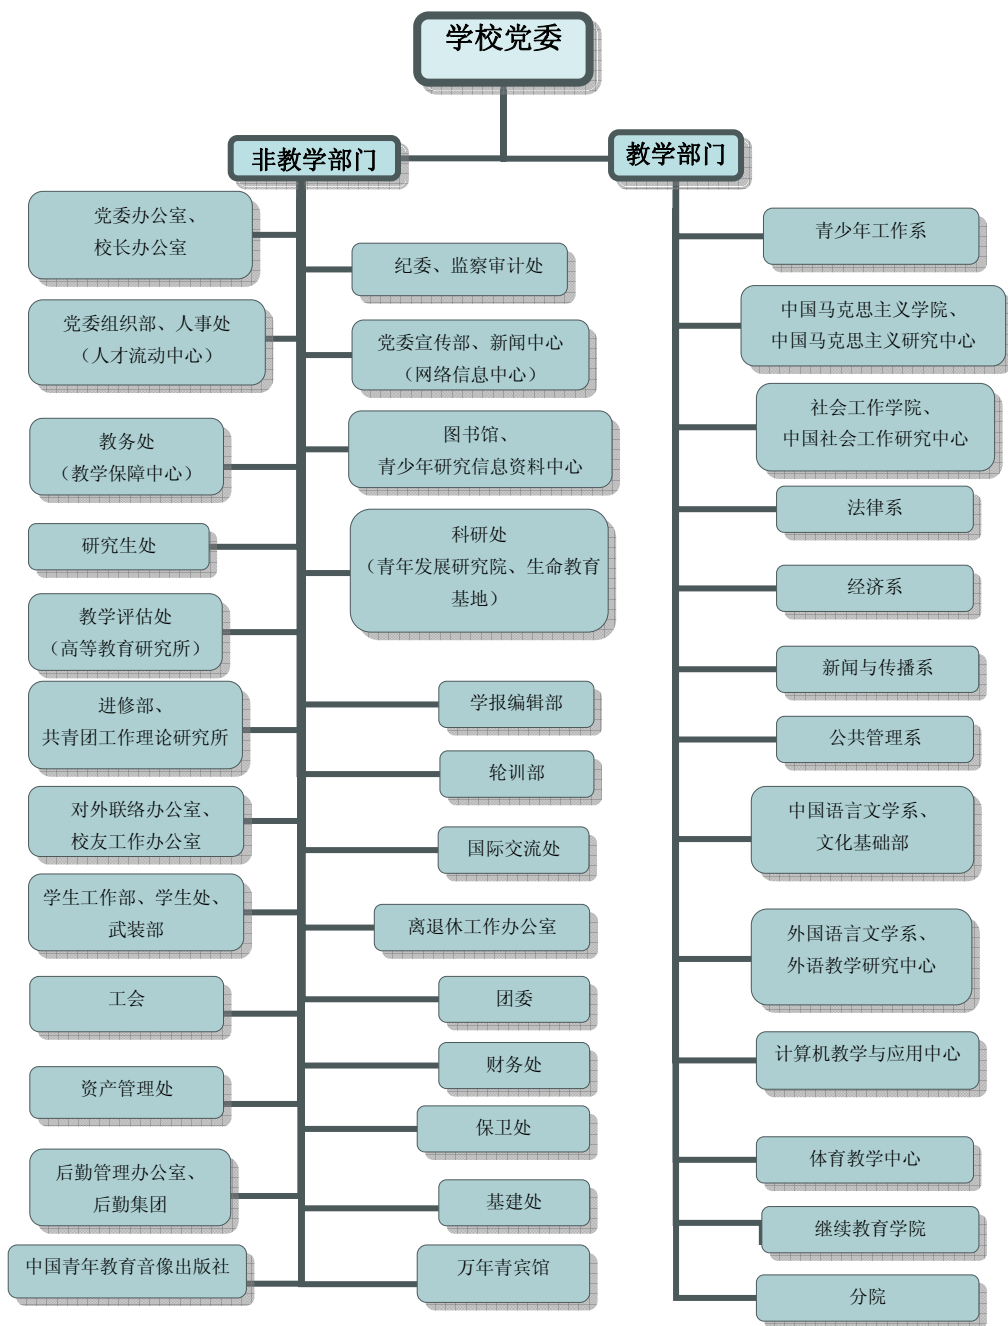 学校党委
非教学部门
教学部门
党委办公室、
校长办公室
党委组织部、人事处
（人才流动中心）
教务处
（教学保障中心）
研究生处
教学评估处
（高等教育研究所）
进修部、
共青团工作理论研究所
对外联络办公室、
校友工作办公室
学生工作部、学生处、
武装部
工会
资产管理处
后勤管理办公室、
后勤集团
中国青年教育音像出版社
纪委、监察审计处
党委宣传部、新闻中心
（网络信息中心）
图书馆、
青少年研究信息资料中心
科研处
（青年发展研究院、生命教育
基地）
学报编辑部
轮训部
国际交流处
离退休工作办公室
团委
财务处
保卫处
基建处
万年青宾馆
青少年工作系
中国马克思主义学院、
中国马克思主义研究中心
社会工作学院、
中国社会工作研究中心
法律系
经济系
新闻与传播系
公共管理系
中国语言文学系、
文化基础部
外国语言文学系、
外语教学研究中心
计算机教学与应用中心
体育教学中心
继续教育学院
分院